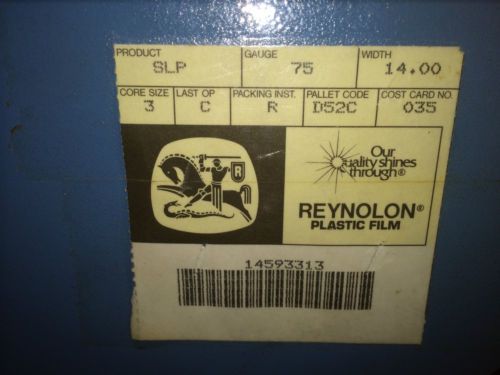 PRODUCT GAUGE WIDTH
SLP 75 14.00
CORE SIZE LAST OP PACKING INST. PALLET CODE COST CARD NO.
3 C R D52C 035
Our
Quality shines
through®
REYNOLON®
PLASTIC FILM
14593313